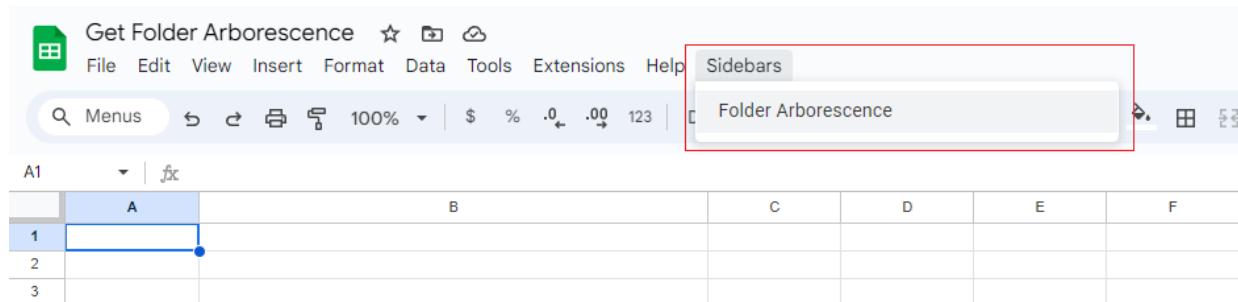 Get Folder Arborescence
File Edit View Insert Format Data Tools Extensions Help Sidebars
Menus 100% $ % .0 .00 123
Folder Arborescence
A1 fx
A B C D E F
1
2
3